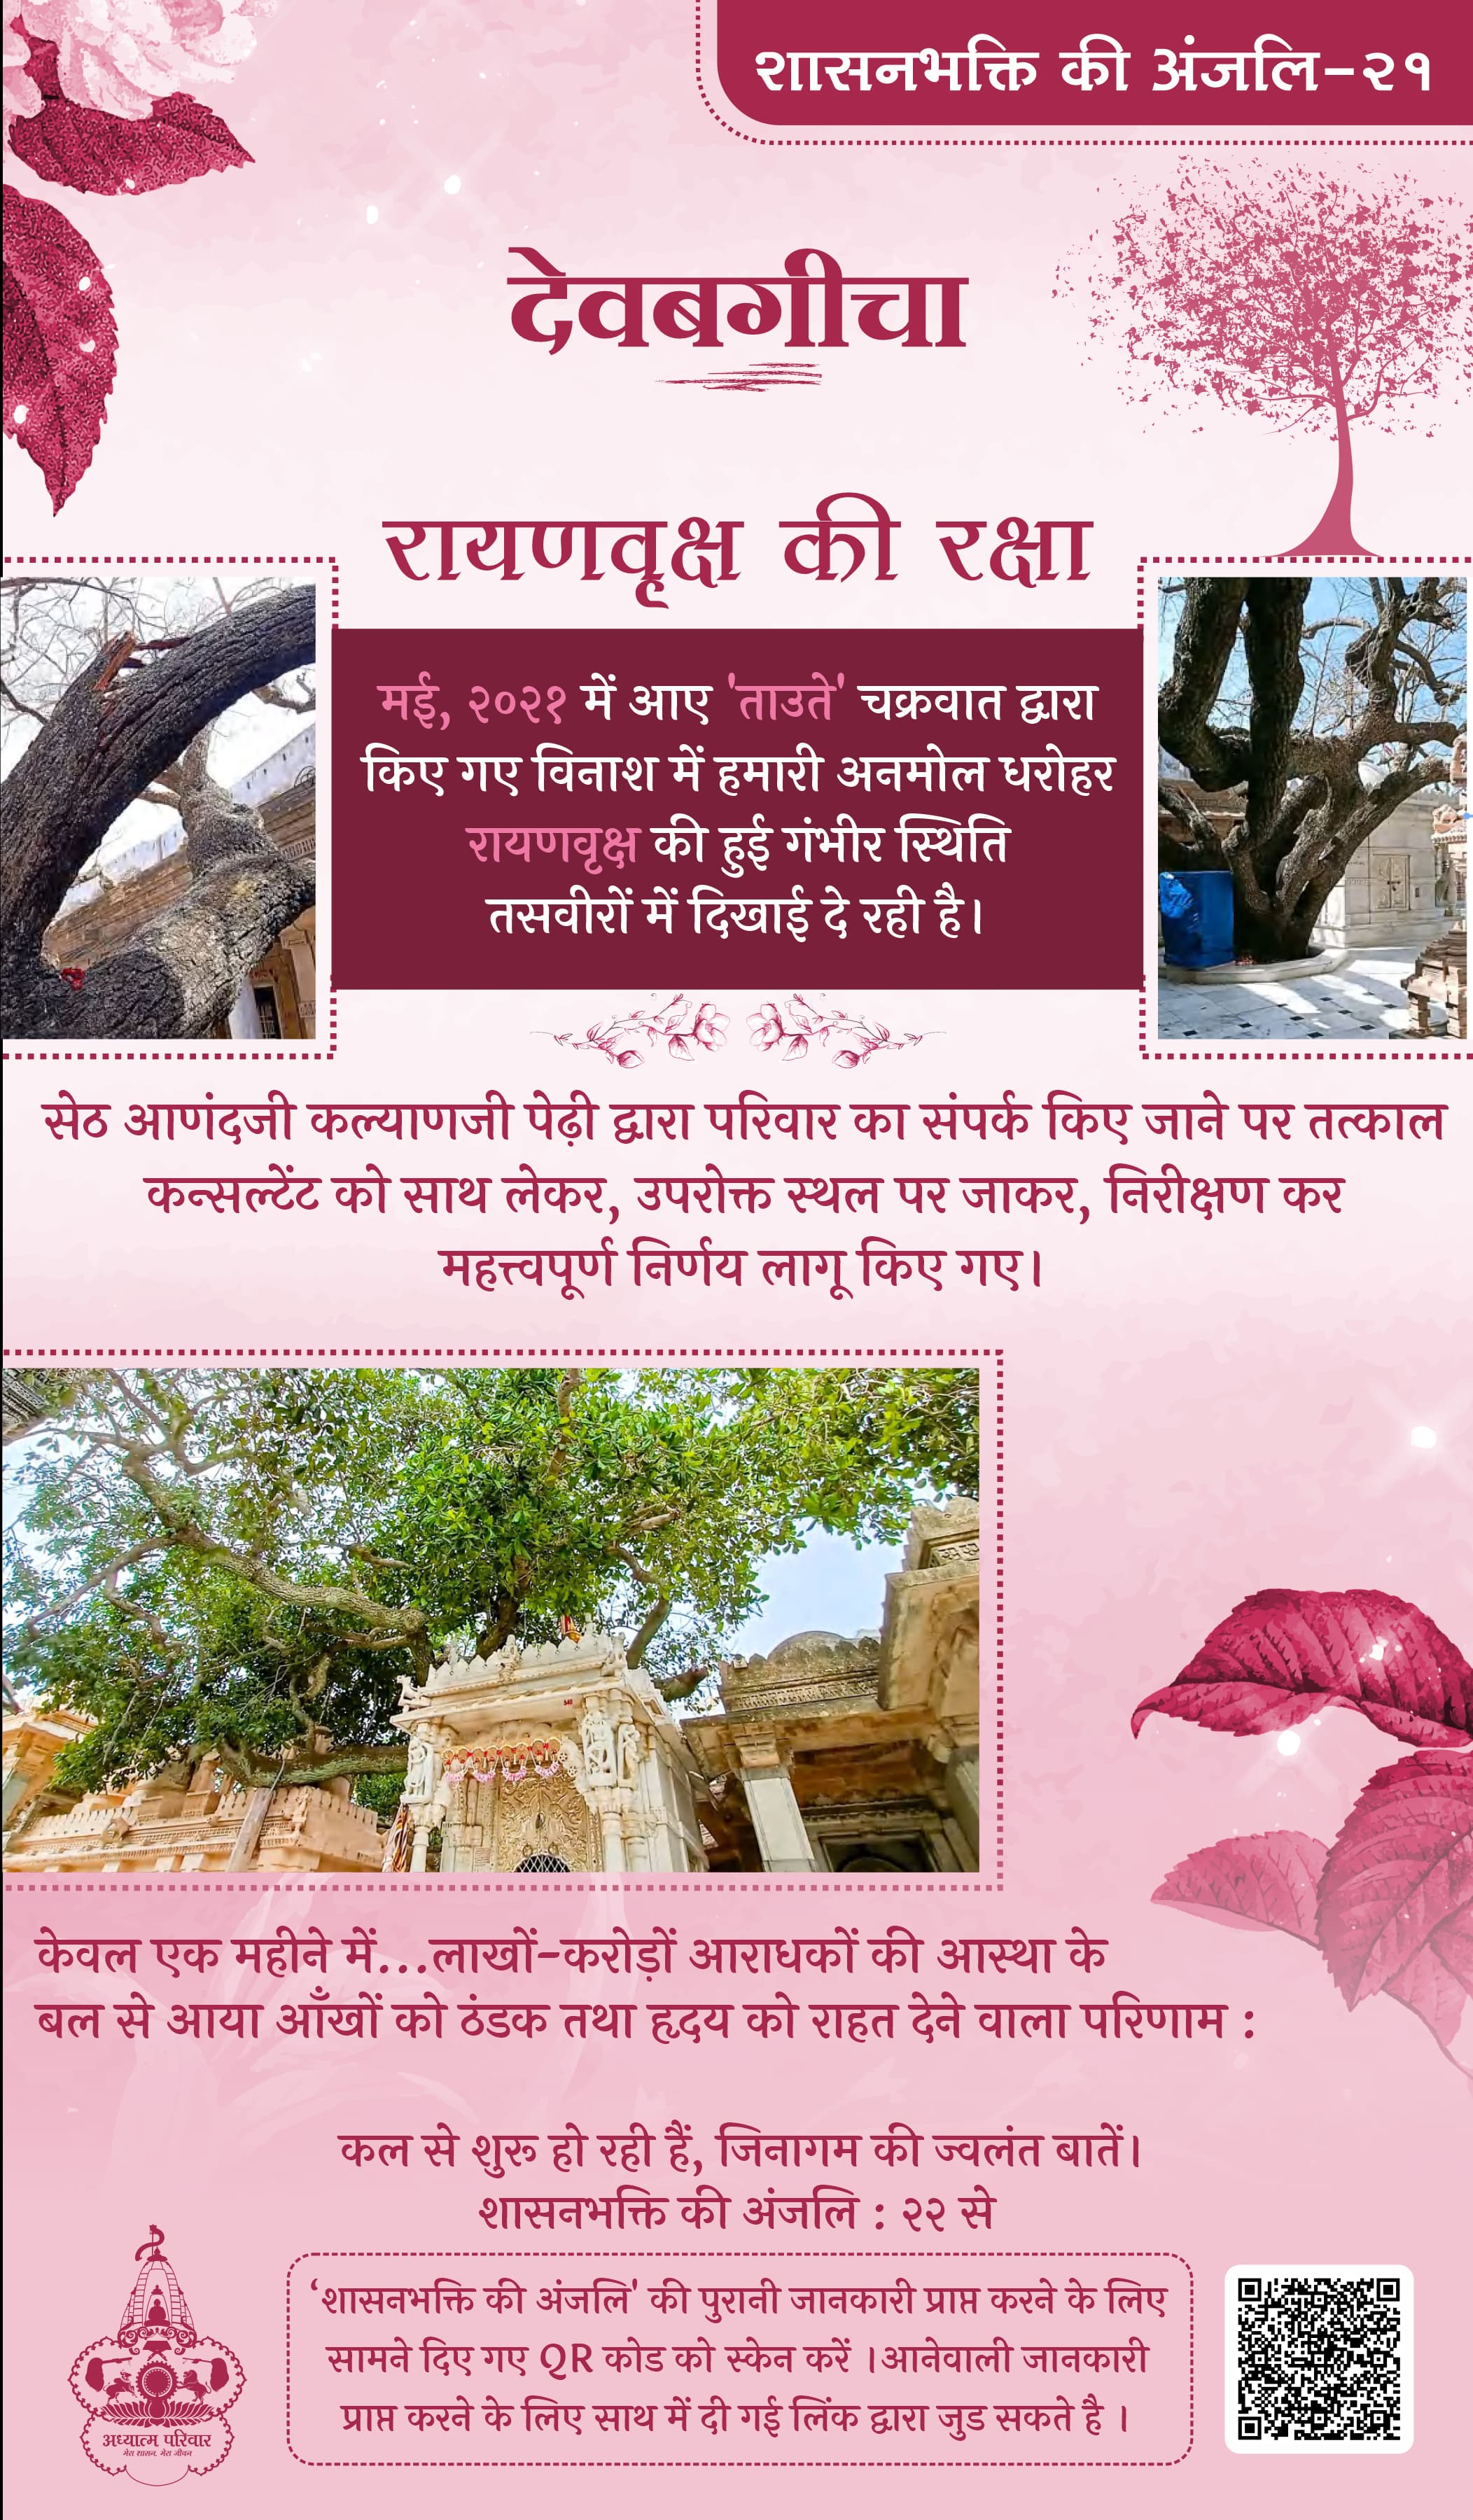 शासनभक्ति की अंजलि-२१
देवबगीचा
रायणवृक्ष की रक्षा
मई, २०२१ में आए 'ताउते' चक्रवात द्वारा
किए गए विनाश में हमारी अनमोल धरोहर
रायणवृक्ष की हुई गंभीर स्थिति
तसवीरों में दिखाई दे रही है।
सेठ आणंदजी कल्याणजी पेढ़ी द्वारा परिवार का संपर्क किए जाने पर तत्काल
कन्सल्टेंट को साथ लेकर, उपरोक्त स्थल पर जाकर, निरीक्षण कर
महत्त्वपूर्ण निर्णय लागू किए गए।
केवल एक महीने में...लाखों-करोड़ों आराधकों की आस्था के
बल से आया आँखों को ठंडक तथा हृदय को राहत देने वाला परिणाम :
कल से शुरू हो रही हैं, जिनागम की ज्वलंत बातें।
शासनभक्ति की अंजलि : २२ से
‘शासनभक्ति की अंजलि' की पुरानी जानकारी प्राप्त करने के लिए
सामने दिए गए QR कोड को स्केन करें ।आनेवाली जानकारी
प्राप्त करने के लिए साथ में दी गई लिंक द्वारा जुड सकते है ।
अध्यात्म परिवार
मेरा शासन, मेरा जीवन